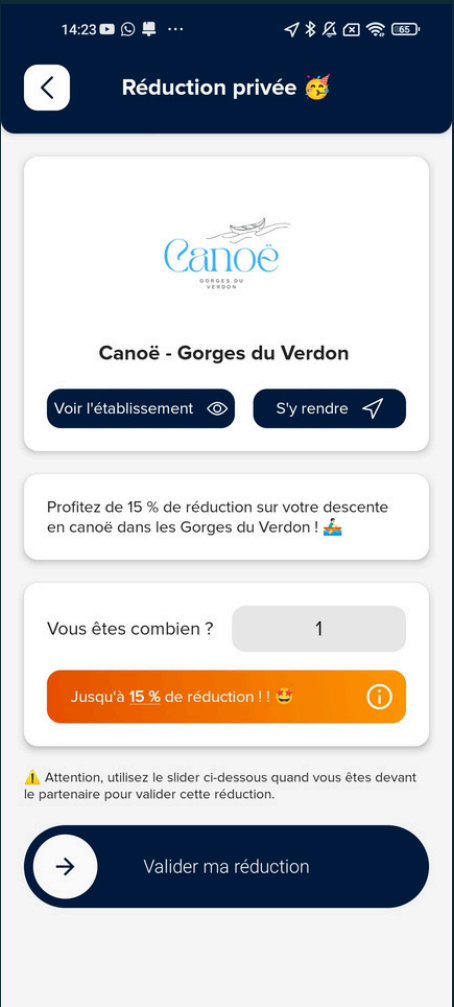 14:23
65
Réduction privée 🥳
Canoë
GORGES DU
VERDON
Canoë - Gorges du Verdon
Voir l'établissement
S'y rendre
Profitez de 15 % de réduction sur votre descente
en canoë dans les Gorges du Verdon ! 🚣
Vous êtes combien ?
1
Jusqu'à 15 % de réduction ! ! 🤩
⚠️ Attention, utilisez le slider ci-dessous quand vous êtes devant
le partenaire pour valider cette réduction.
Valider ma réduction